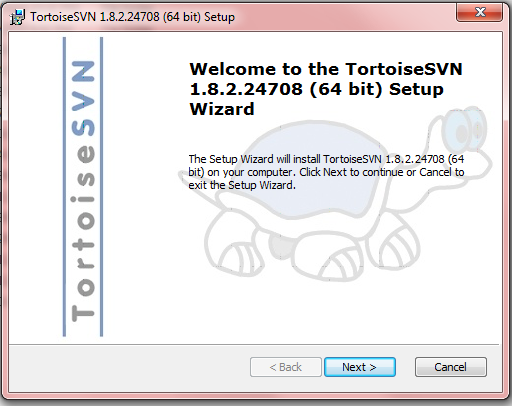 TortoiseSVN 1.8.2.24708 (64 bit) Setup
TortoiseSVN
Welcome to the TortoiseSVN
1.8.2.24708 (64 bit) Setup
Wizard
The Setup Wizard will install TortoiseSVN 1.8.2.24708 (64
bit) on your computer. Click Next to continue or Cancel to
exit the Setup Wizard.
< Back
Next >
Cancel